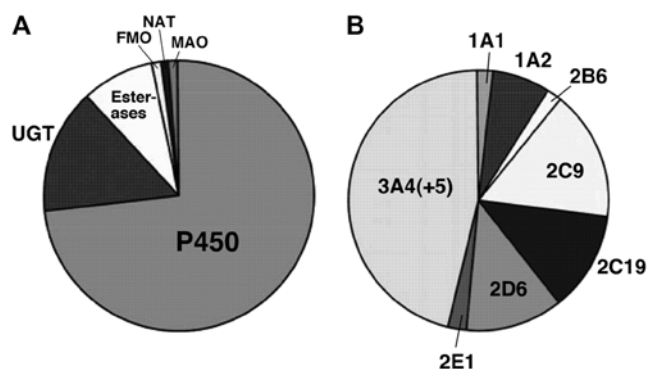 A
NAT
FMO
MAO
Ester-
ases
UGT
P450
B
1A1
1A2
2B6
3A4(+5)
2C9
2C19
2D6
2E1